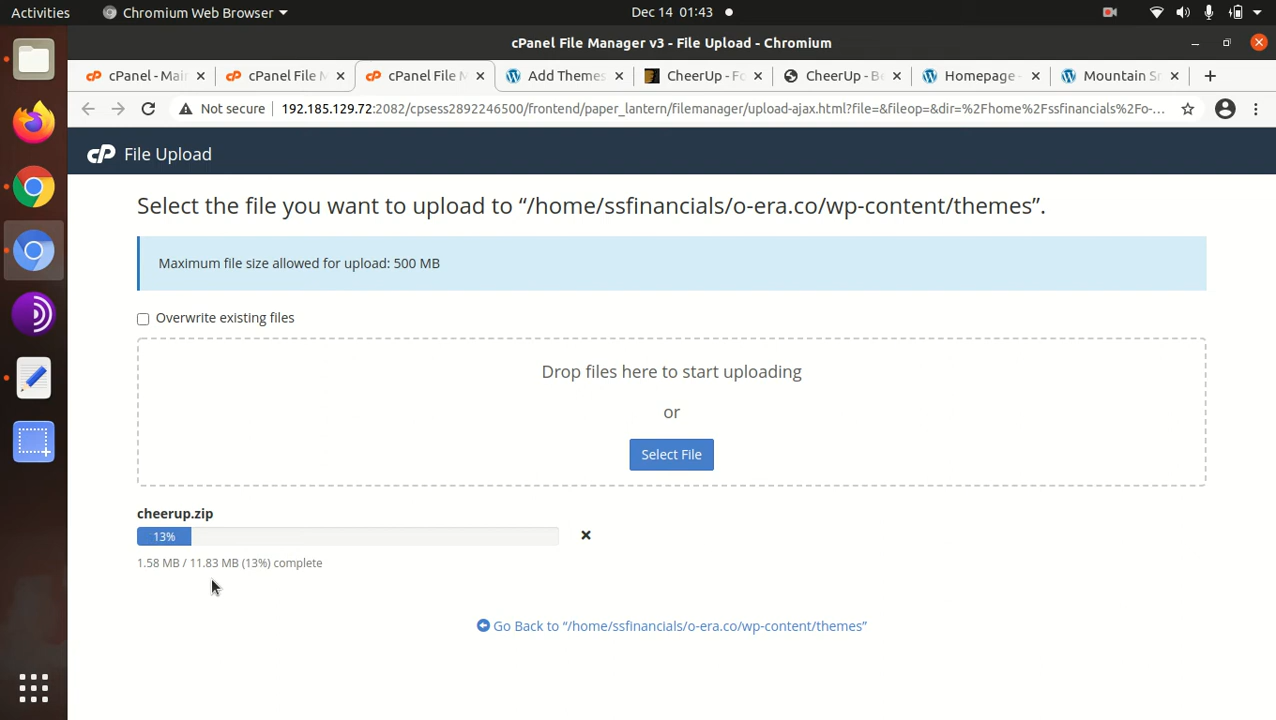 Activities Chromium Web Browser Dec 14 01:43
cPanel File Manager v3 - File Upload - Chromium
cPanel - Mai cPanel File M cPanel File M Add Themes CheerUp - Fo CheerUp - Be Homepage - Mountain Sn
Not secure 192.185.129.72:2082/cpsess2892246500/frontend/paper_lantern/filemanager/upload-ajax.html?file=&fileop=&dir=%2Fhome%2Fssfinancials%2Fo-...
cP File Upload
Select the file you want to upload to “/home/ssfinancials/o-era.co/wp-content/themes”.
Maximum file size allowed for upload: 500 MB
Overwrite existing files
Drop files here to start uploading
or
Select File
cheerup.zip
13%
1.58 MB / 11.83 MB (13%) complete
Go Back to “/home/ssfinancials/o-era.co/wp-content/themes”